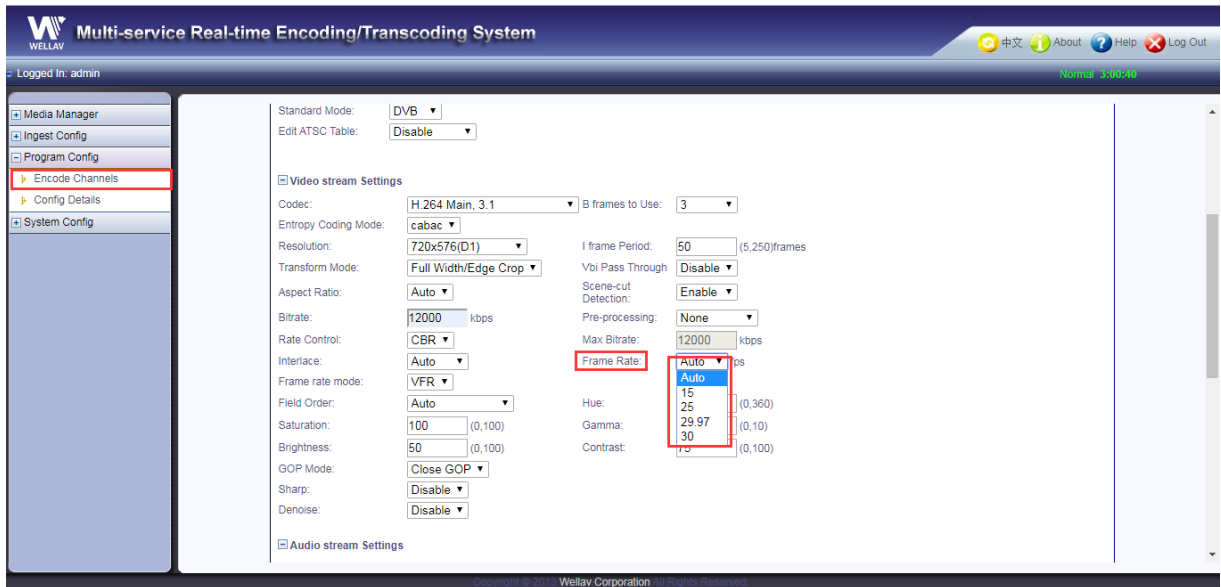 WELLAV
Multi-service Real-time Encoding/Transcoding System
中文 About Help Log Out
Logged In: admin
Normal 3:00:40
Media Manager
Ingest Config
Program Config
Encode Channels
Config Details
System Config
Standard Mode: DVB
Edit ATSC Table: Disable
Video stream Settings
Codec: H.264 Main, 3.1 B frames to Use: 3
Entropy Coding Mode: cabac
Resolution: 720x576(D1) I frame Period: 50 (5,250)frames
Transform Mode: Full Width/Edge Crop Vbi Pass Through Disable
Aspect Ratio: Auto Scene-cut Detection: Enable
Bitrate: 12000 kbps Pre-processing: None
Rate Control: CBR Max Bitrate: 12000 kbps
Interlace: Auto Frame Rate: Auto ps
Auto
15
25
29.97
30
Frame rate mode: VFR
Field Order: Auto Hue: (0,360)
Saturation: 100 (0,100) Gamma: (0,10)
Brightness: 50 (0,100) Contrast: 75 (0,100)
GOP Mode: Close GOP
Sharp: Disable
Denoise: Disable
Audio stream Settings
Copyright © 2013 Wellav Corporation All Rights Reserved